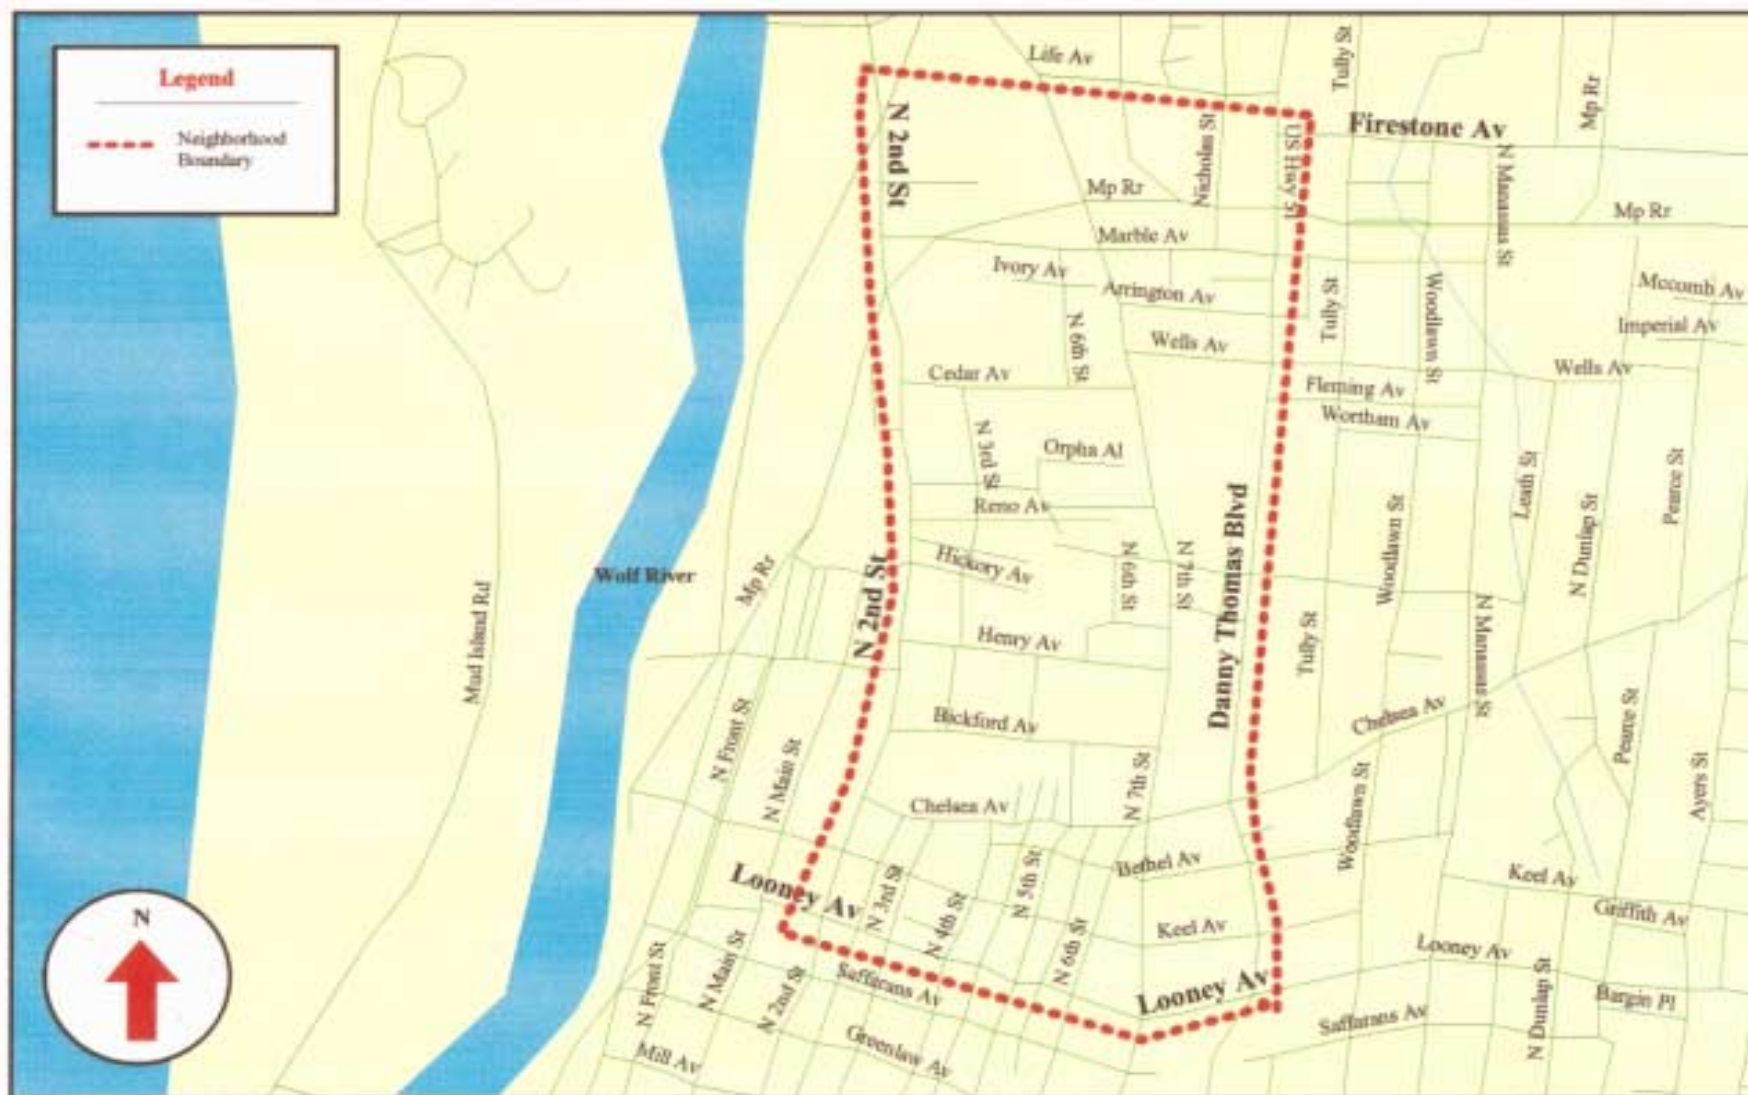 Legend
Neighborhood
Boundary
Life Av
Tully St
Mp Rr
N 2nd St
Nicholas St
US Hwy 51
Firestone Av
N Manassas St
Mp Rr
Mp Rr
Marble Av
Ivory Av
Arrington Av
Tully St
Woodlawn St
Mccomb Av
Imperial Av
N 6th St
Wells Av
Wells Av
Cedar Av
Fleming Av
Wortham Av
N 3rd St
Orpha Al
Leath St
Pearce St
Reno Av
Danny Thomas Blvd
Woodlawn St
N Dunlap St
Wolf River
Mp Rr
N 2nd St
Hickory Av
N 6th St
N 7th St
Mud Island Rd
Henry Av
Tully St
N Manassas St
N Front St
Bickford Av
Chelsea Av
Pearce St
N Main St
Chelsea Av
N 7th St
Woodlawn St
Ayers St
Looney Av
N 3rd St
N 4th St
N 5th St
Bethel Av
Keel Av
Griffith Av
N
N 6th St
Keel Av
Looney Av
N Front St
N Main St
N 2nd St
Saffarans Av
Looney Av
N Dunlap St
Bargin Pl
Saffarans Av
Mill Av
Greenlaw Av